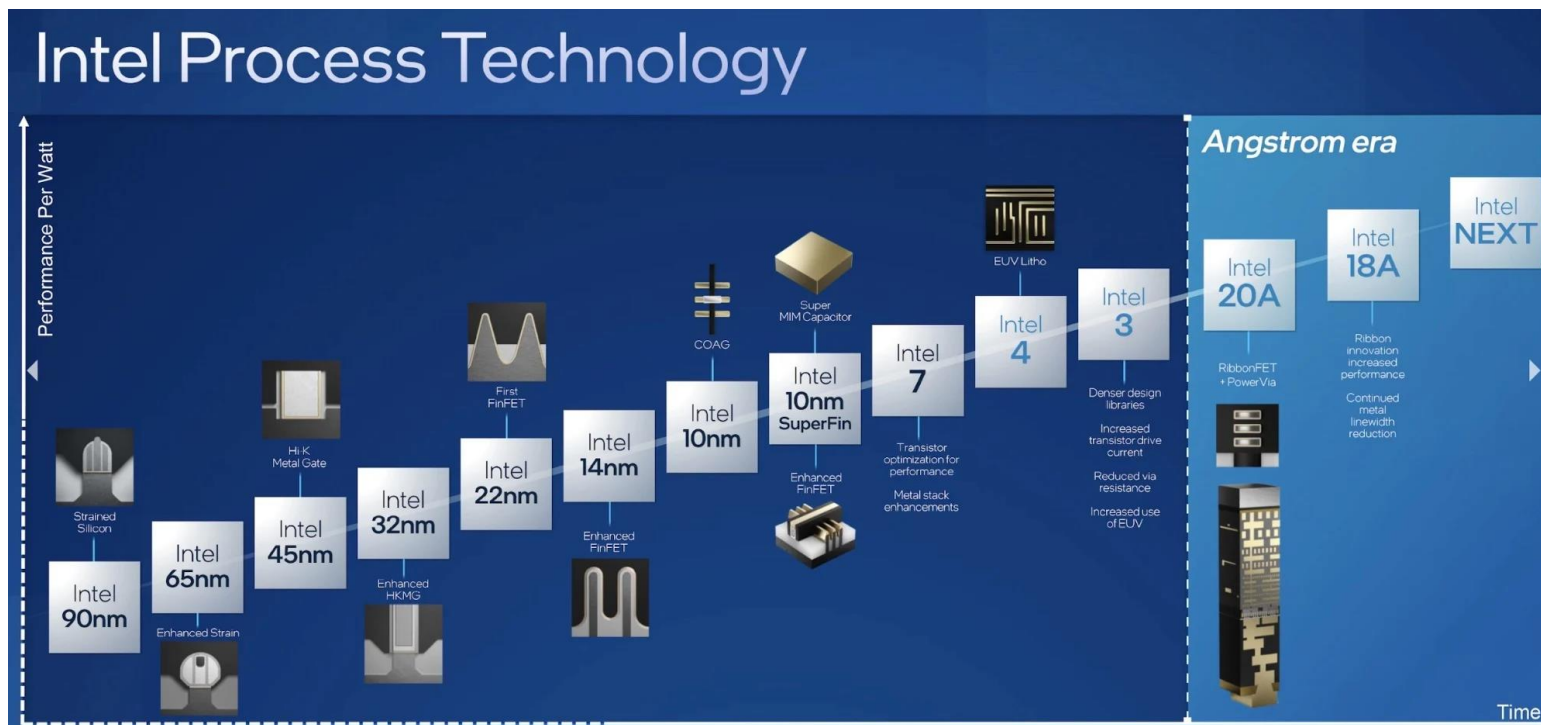 Intel Process Technology
Performance Per Watt
Angstrom era
Strained
Silicon
Intel
90nm
Intel
65nm
Enhanced Strain
Hi-K
Metal Gate
Intel
45nm
Intel
32nm
Enhanced
HKMG
First
FinFET
Intel
22nm
Intel
14nm
Enhanced
FinFET
COAG
Intel
10nm
Super
MIM Capacitor
Intel
10nm
SuperFin
Enhanced
FinFET
Intel
7
Transistor
optimization for
performance
Metal stack
enhancements
EUV Litho
Intel
4
Intel
3
Denser design
libraries
Increased
transistor drive
current
Reduced via
resistance
Increased use
of EUV
Intel
20A
RibbonFET
+ PowerVia
Intel
18A
Ribbon
innovation
increased
performance
Continued
metal
linewidth
reduction
Intel
NEXT
Time